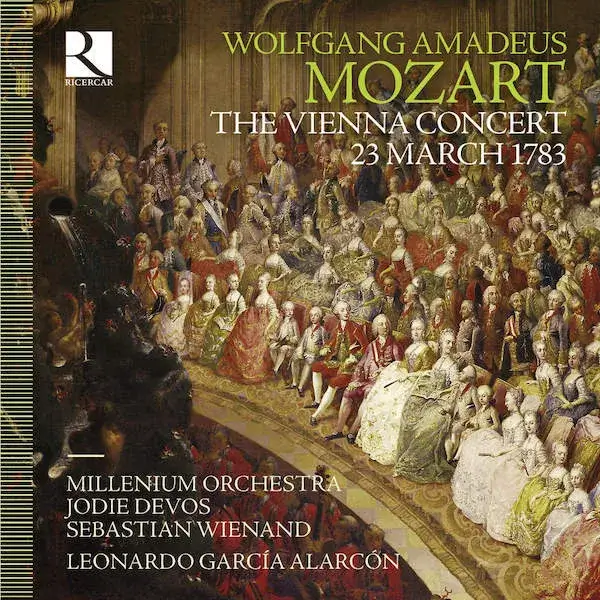 R
RICERCAR
WOLFGANG AMADEUS
MOZART
THE VIENNA CONCERT
23 MARCH 1783
MILLENIUM ORCHESTRA
JODIE DEVOS
SEBASTIAN WIENAND
LEONARDO GARCÍA ALARCÓN